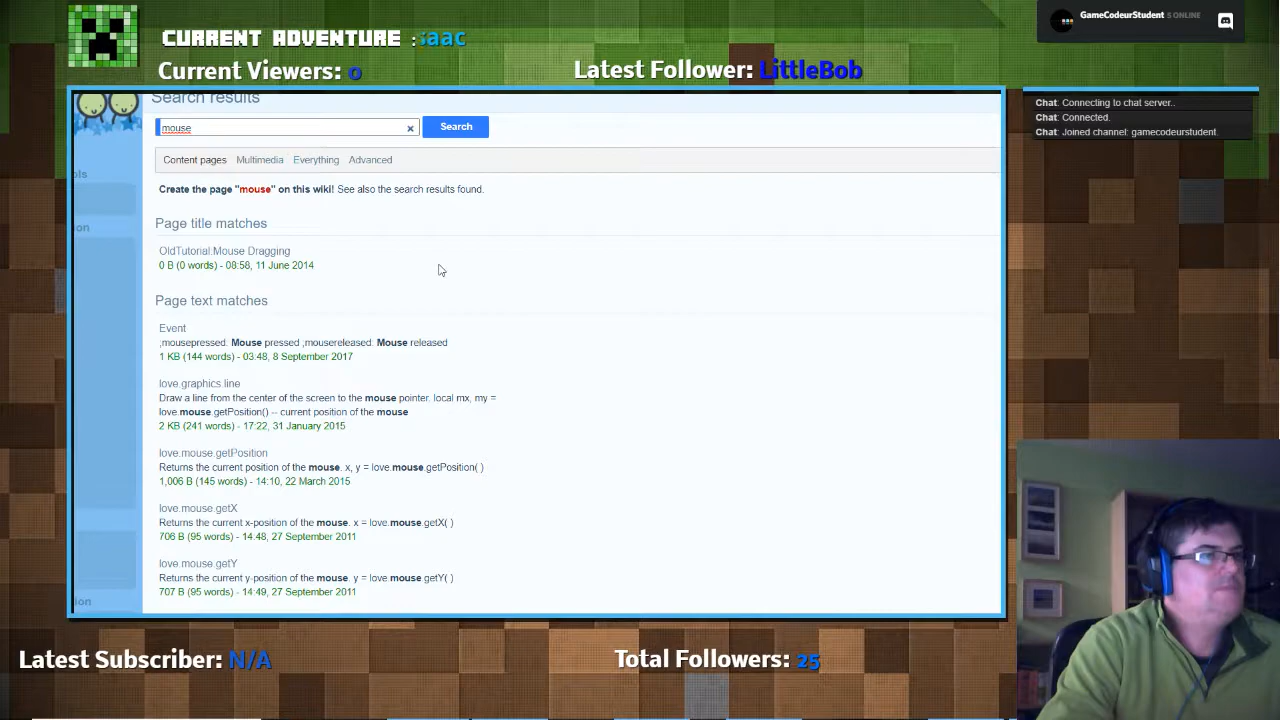 CURRENT ADVENTURE :
Current Viewers: 0
Latest Follower: LittleBob
GameCodeurStudent 5 ONLINE
Search results
mouse
Search
Content pages Multimedia Everything Advanced
Create the page "mouse" on this wiki! See also the search results found.
Page title matches
OldTutorial:Mouse Dragging
0 B (0 words) - 08:58, 11 June 2014
Page text matches
Event
;mousepressed: Mouse pressed ;mousereleased: Mouse released
1 KB (144 words) - 03:48, 8 September 2017
love.graphics.line
Draw a line from the center of the screen to the mouse pointer. local mx, my =
love.mouse.getPosition() -- current position of the mouse
2 KB (241 words) - 17:22, 31 January 2015
love.mouse.getPosition
Returns the current position of the mouse. x, y = love.mouse.getPosition( )
1,006 B (145 words) - 14:10, 22 March 2015
love.mouse.getX
Returns the current x-position of the mouse. x = love.mouse.getX( )
706 B (95 words) - 14:48, 27 September 2011
love.mouse.getY
Returns the current y-position of the mouse. y = love.mouse.getY( )
707 B (95 words) - 14:49, 27 September 2011
ols
ion
ion
Chat: Connecting to chat server..
Chat: Connected.
Chat: Joined channel: gamecodeurstudent.
Latest Subscriber: N/A
Total Followers: 25